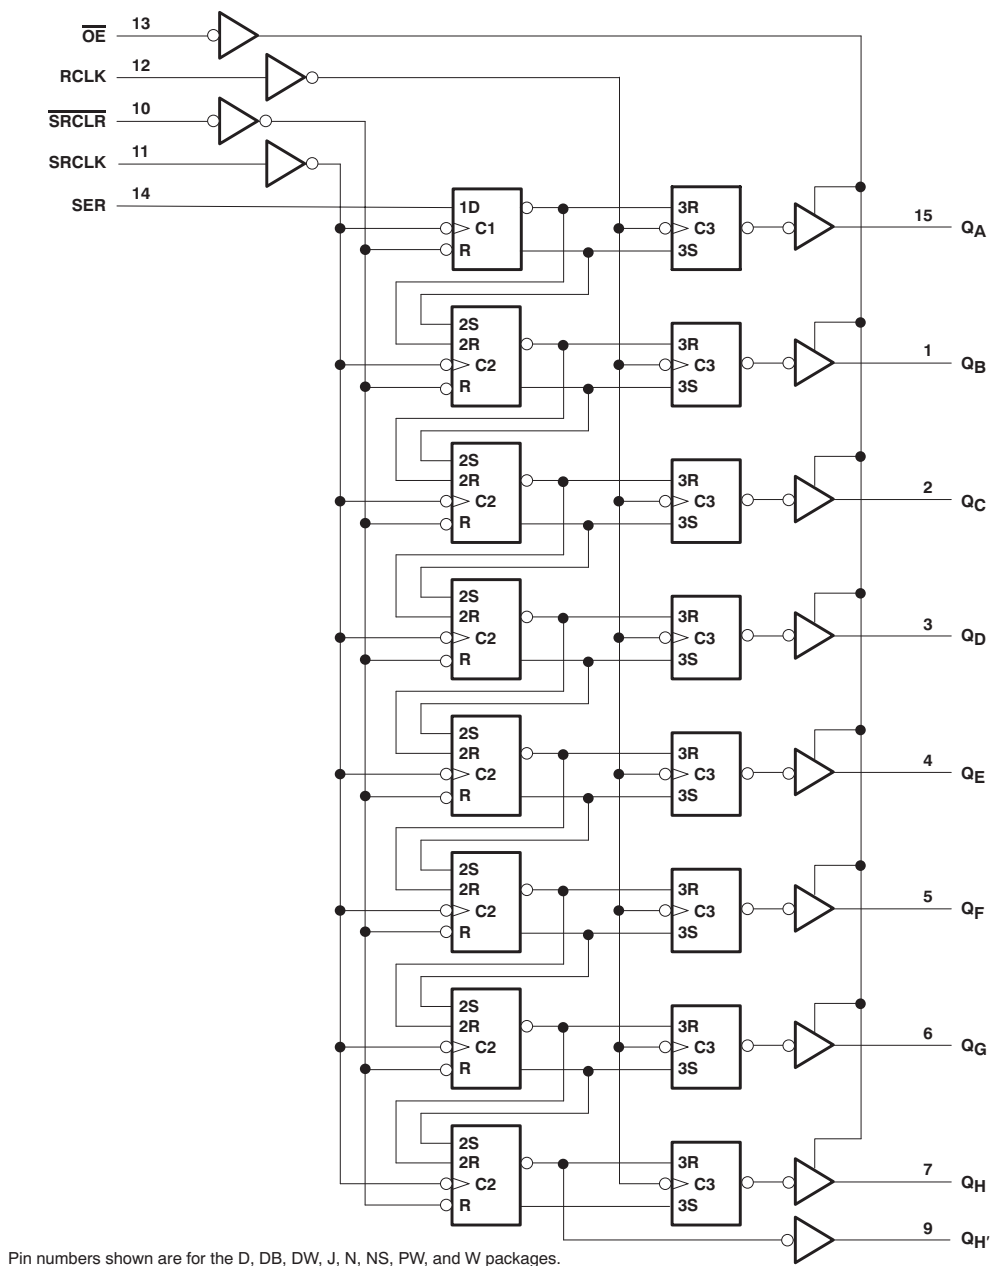 OE 13
RCLK 12
SRCLR 10
SRCLK 11
SER 14
1D
C1
R
3R
C3
3S
15 QA
2S
2R
C2
R
3R
C3
3S
1 QB
2S
2R
C2
R
3R
C3
3S
2 QC
2S
2R
C2
R
3R
C3
3S
3 QD
2S
2R
C2
R
3R
C3
3S
4 QE
2S
2R
C2
R
3R
C3
3S
5 QF
2S
2R
C2
R
3R
C3
3S
6 QG
2S
2R
C2
R
3R
C3
3S
7 QH
9 QH′
Pin numbers shown are for the D, DB, DW, J, N, NS, PW, and W packages.